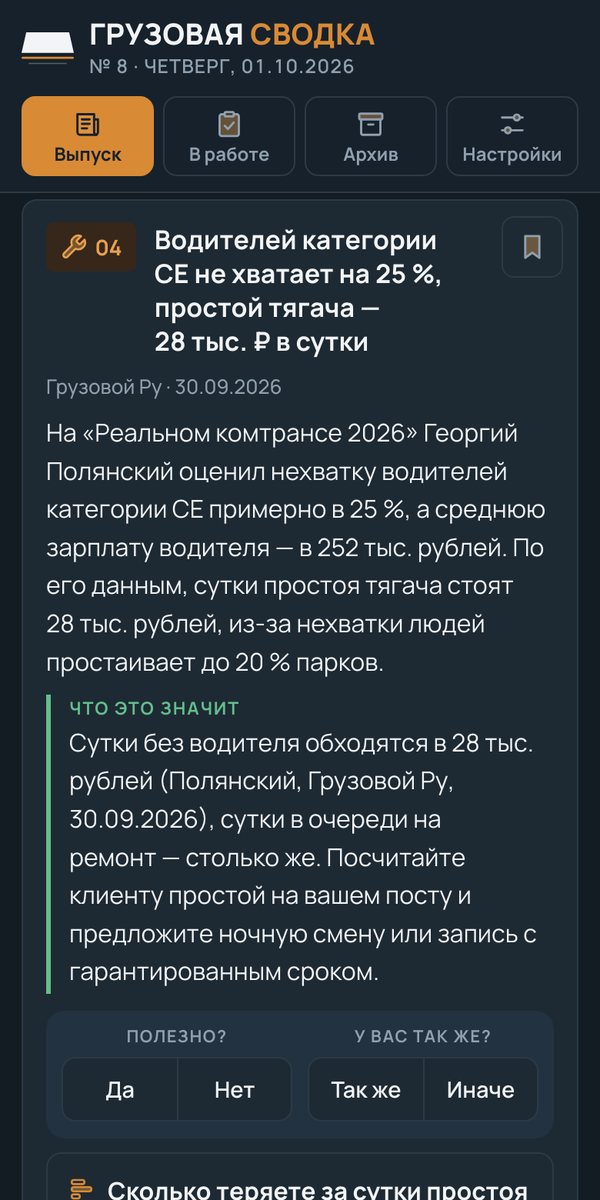 ГРУЗОВАЯ СВОДКА
№ 8 · ЧЕТВЕРГ, 01.10.2026
Выпуск
В работе
Архив
Настройки
04
Водителей категории
СЕ не хватает на 25 %,
простой тягача —
28 тыс. ₽ в сутки
Грузовой Ру · 30.09.2026
На «Реальном комтрансе 2026» Георгий
Полянский оценил нехватку водителей
категории СЕ примерно в 25 %, а среднюю
зарплату водителя — в 252 тыс. рублей. По
его данным, сутки простоя тягача стоят
28 тыс. рублей, из-за нехватки людей
простаивает до 20 % парков.
ЧТО ЭТО ЗНАЧИТ
Сутки без водителя обходятся в 28 тыс.
рублей (Полянский, Грузовой Ру,
30.09.2026), сутки в очереди на
ремонт — столько же. Посчитайте
клиенту простой на вашем посту и
предложите ночную смену или запись с
гарантированным сроком.
ПОЛЕЗНО?
У ВАС ТАК ЖЕ?
Да
Нет
Так же
Иначе
Сколько теряете за сутки простоя